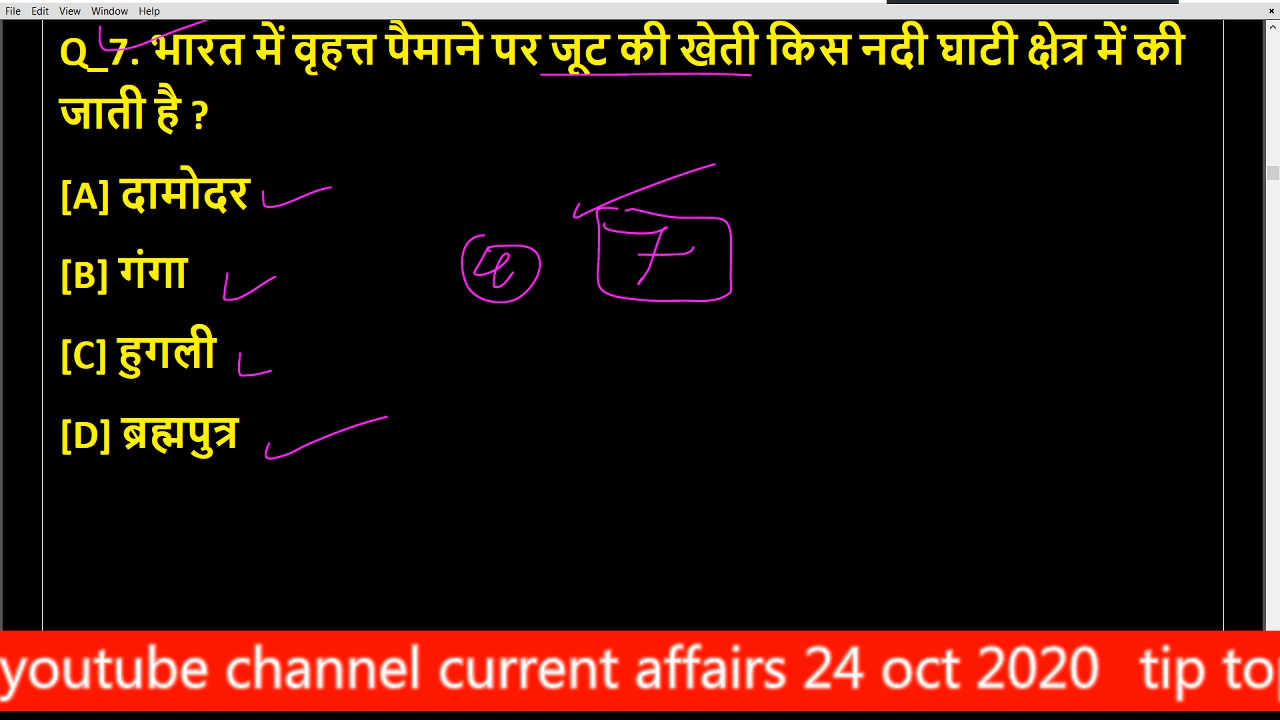 File Edit View Window Help
Q_7. भारत में वृहत्त पैमाने पर जूट की खेती किस नदी घाटी क्षेत्र में की
जाती है ?
[A] दामोदर
[B] गंगा
[C] हुगली
[D] ब्रह्मपुत्र
7
youtube channel current affairs 24 oct 2020 tip to